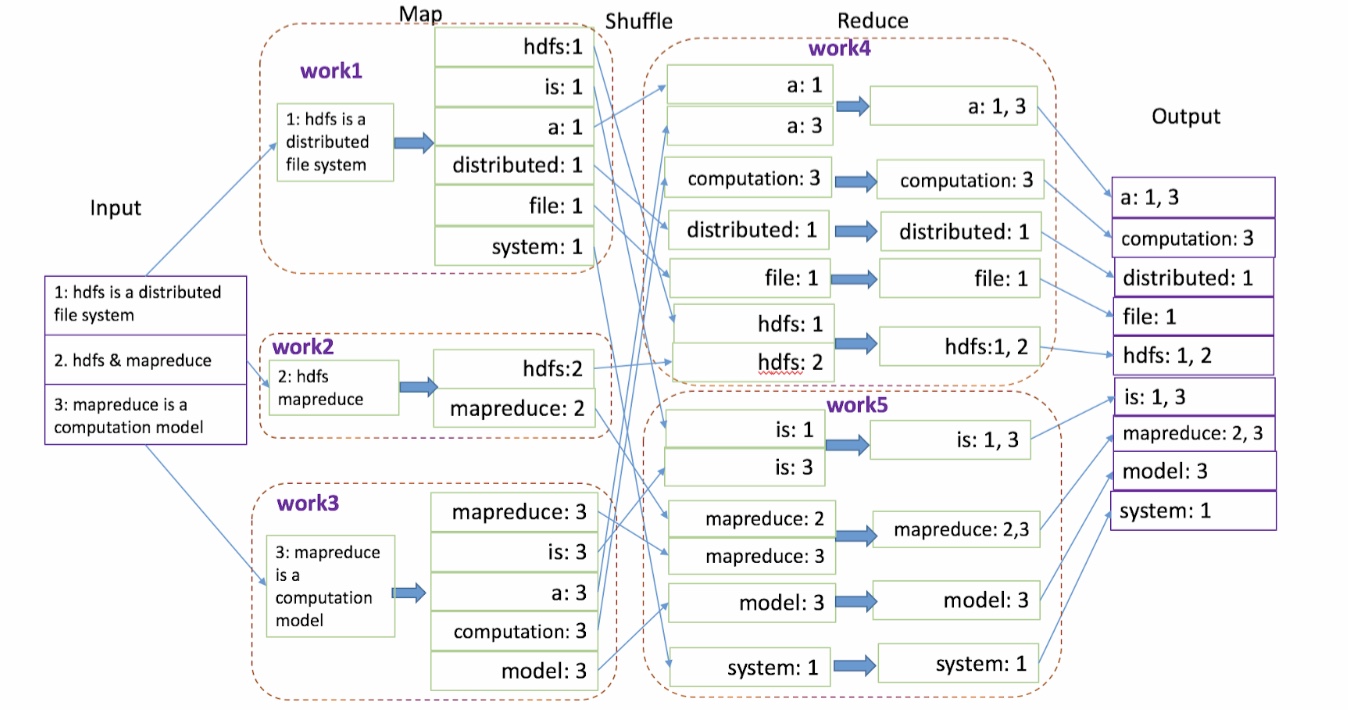 Map
Shuffle
Reduce
Input
Output
1: hdfs is a distributed
file system
2. hdfs & mapreduce
3: mapreduce is a
computation model
work1
1: hdfs is a
distributed
file system
hdfs:1
is: 1
a: 1
distributed: 1
file: 1
system: 1
work2
2: hdfs
mapreduce
hdfs:2
mapreduce: 2
work3
3: mapreduce
is a
computation
model
mapreduce: 3
is: 3
a: 3
computation: 3
model: 3
work4
a: 1
a: 3
a: 1, 3
computation: 3
computation: 3
distributed: 1
distributed: 1
file: 1
file: 1
hdfs: 1
hdfs: 2
hdfs:1, 2
work5
is: 1
is: 3
is: 1, 3
mapreduce: 2
mapreduce: 3
mapreduce: 2,3
model: 3
model: 3
system: 1
system: 1
a: 1, 3
computation: 3
distributed: 1
file: 1
hdfs: 1, 2
is: 1, 3
mapreduce: 2, 3
model: 3
system: 1